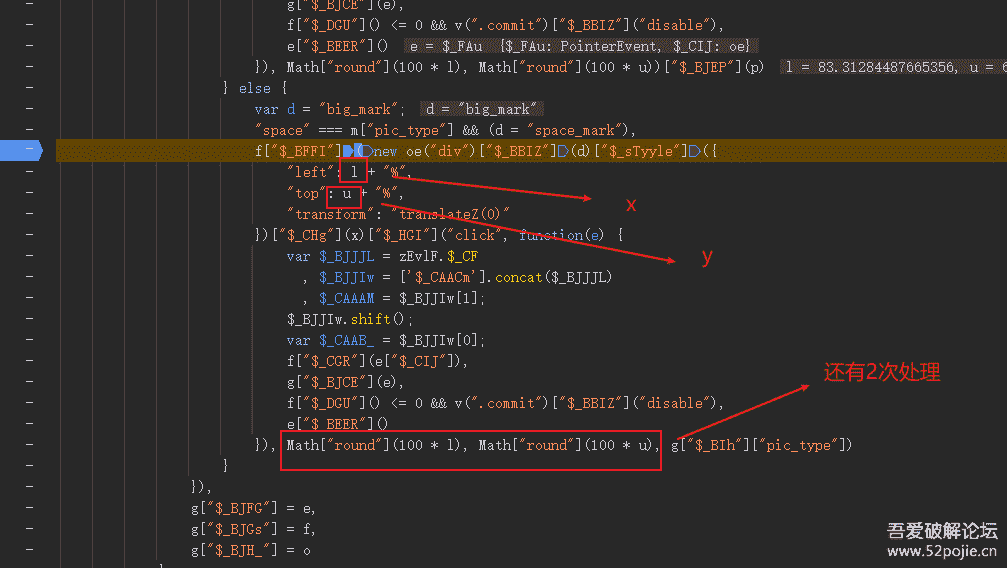 g["$_BJCE"](e),
f["$_DGU"]() <= 0 && v(".commit")["$_BBIZ"]("disable"),
e["$_BEER"]() e = $_FAu {$_FAu: PointerEvent, $_CIJ: oe}
}), Math["round"](100 * l), Math["round"](100 * u))["$_BJEP"](p) l = 83.31284487665356, u = 6
} else {
var d = "big_mark"; d = "big_mark"
"space" === m["pic_type"] && (d = "space_mark"),
f["$_BFFI"](new oe("div")["$_BBIZ"](d)["$_sTyyle"]({
"left": l + "%",
"top": u + "%",
"transform": "translateZ(0)"
})["$_CHg"](x)["$_HGI"]("click", function(e) {
var $_BJJJL = zEvlF.$_CF
, $_BJJIw = ['$_CAACm'].concat($_BJJJL)
, $_CAAAM = $_BJJIw[1];
$_BJJIw.shift();
var $_CAAB_ = $_BJJIw[0];
f["$_CGR"](e["$_CIJ"]),
g["$_BJCE"](e),
f["$_DGU"]() <= 0 && v(".commit")["$_BBIZ"]("disable"),
e["$_BEER"]()
}), Math["round"](100 * l), Math["round"](100 * u), g["$_BIh"]["pic_type"])
}
}),
g["$_BJFG"] = e,
g["$_BJGs"] = f,
g["$_BJH_"] = o
x
y
还有2次处理
吾爱破解论坛
www.52pojie.cn